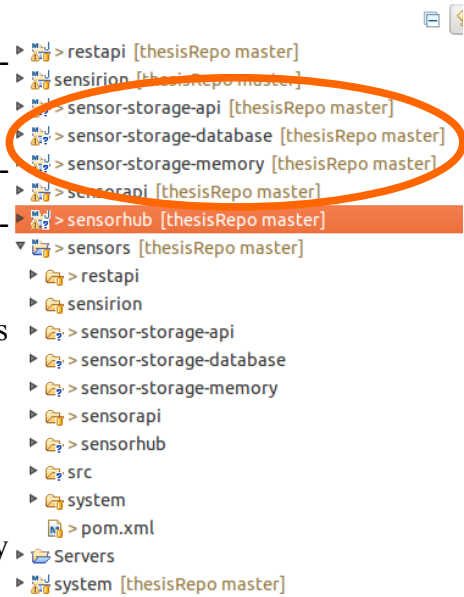 > restapi [thesisRepo master]
sensirion [thesisRepo master]
> sensor-storage-api [thesisRepo master]
> sensor-storage-database [thesisRepo master]
> sensor-storage-memory [thesisRepo master]
> sensorapi [thesisRepo master]
> sensorhub [thesisRepo master]
> sensors [thesisRepo master]
> restapi
sensirion
s
> sensor-storage-api
> sensor-storage-database
> sensor-storage-memory
> sensorapi
> sensorhub
src
system
> pom.xml
y
Servers
system [thesisRepo master]